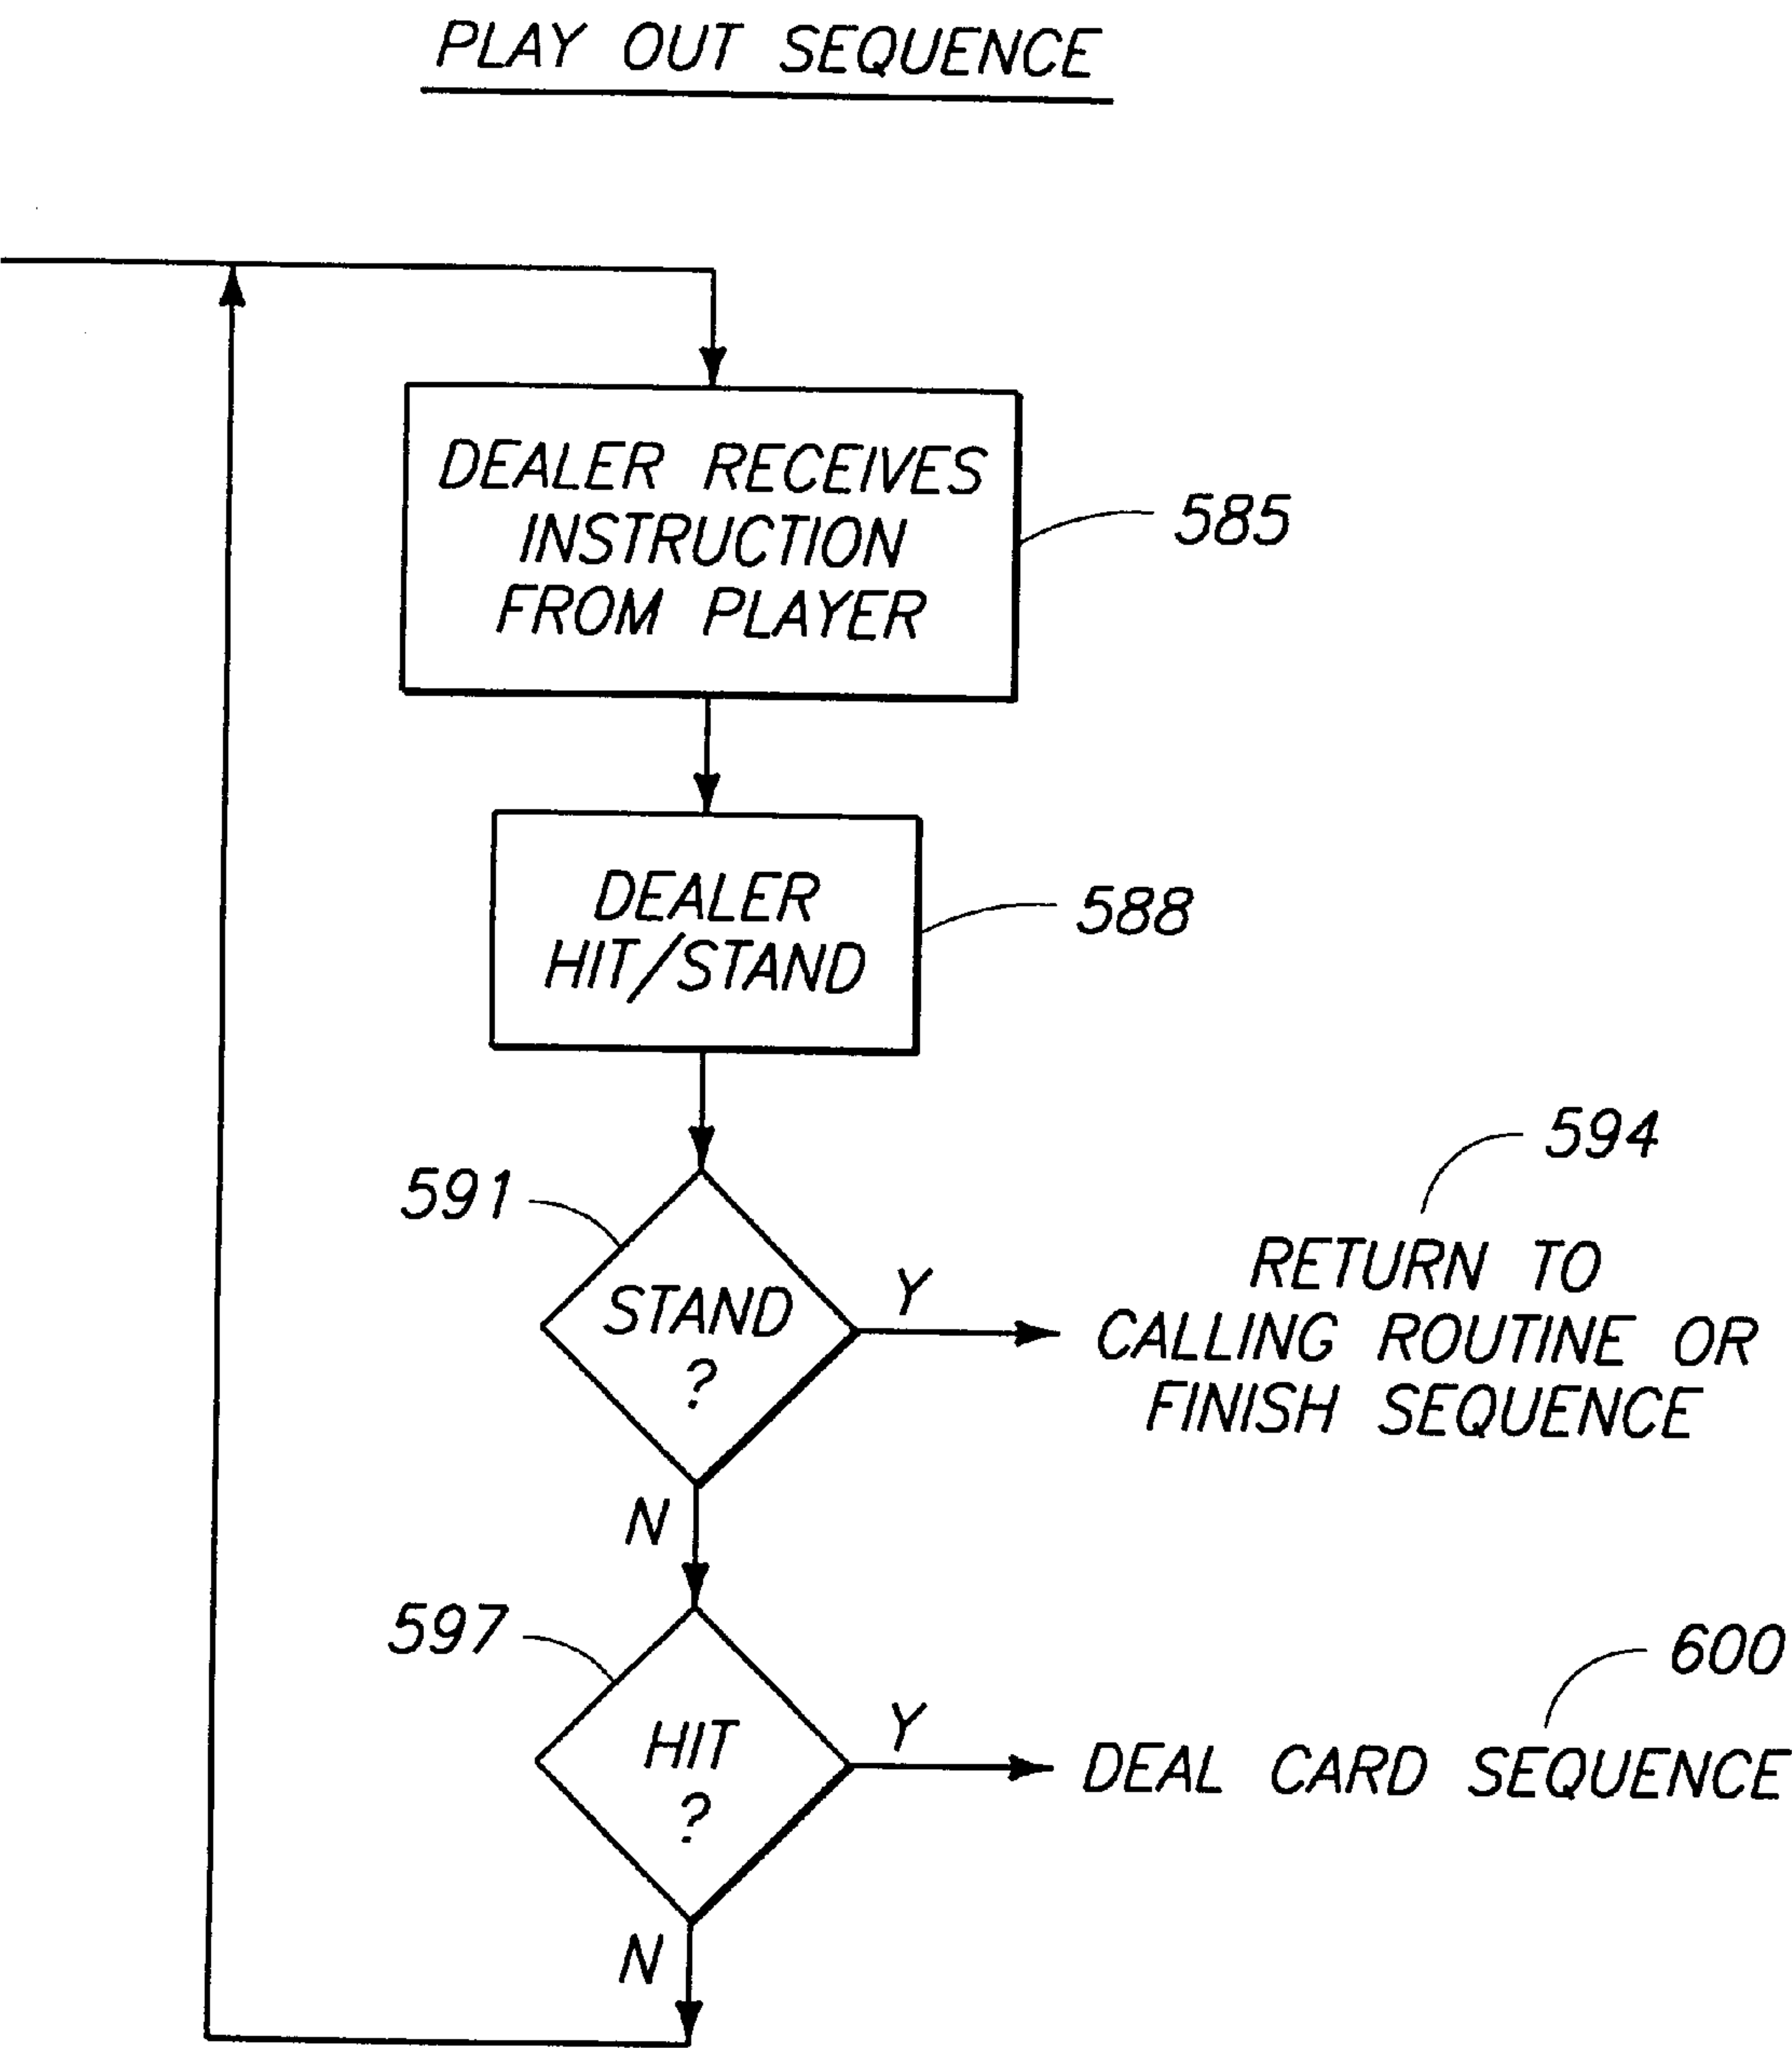 PLAY OUT SEQUENCE
DEALER RECEIVES
INSTRUCTION
FROM PLAYER
585
DEALER
HIT/STAND
588
591
STAND
?
Y
594
RETURN TO
CALLING ROUTINE OR
FINISH SEQUENCE
N
597
HIT
?
Y
600
DEAL CARD SEQUENCE
N